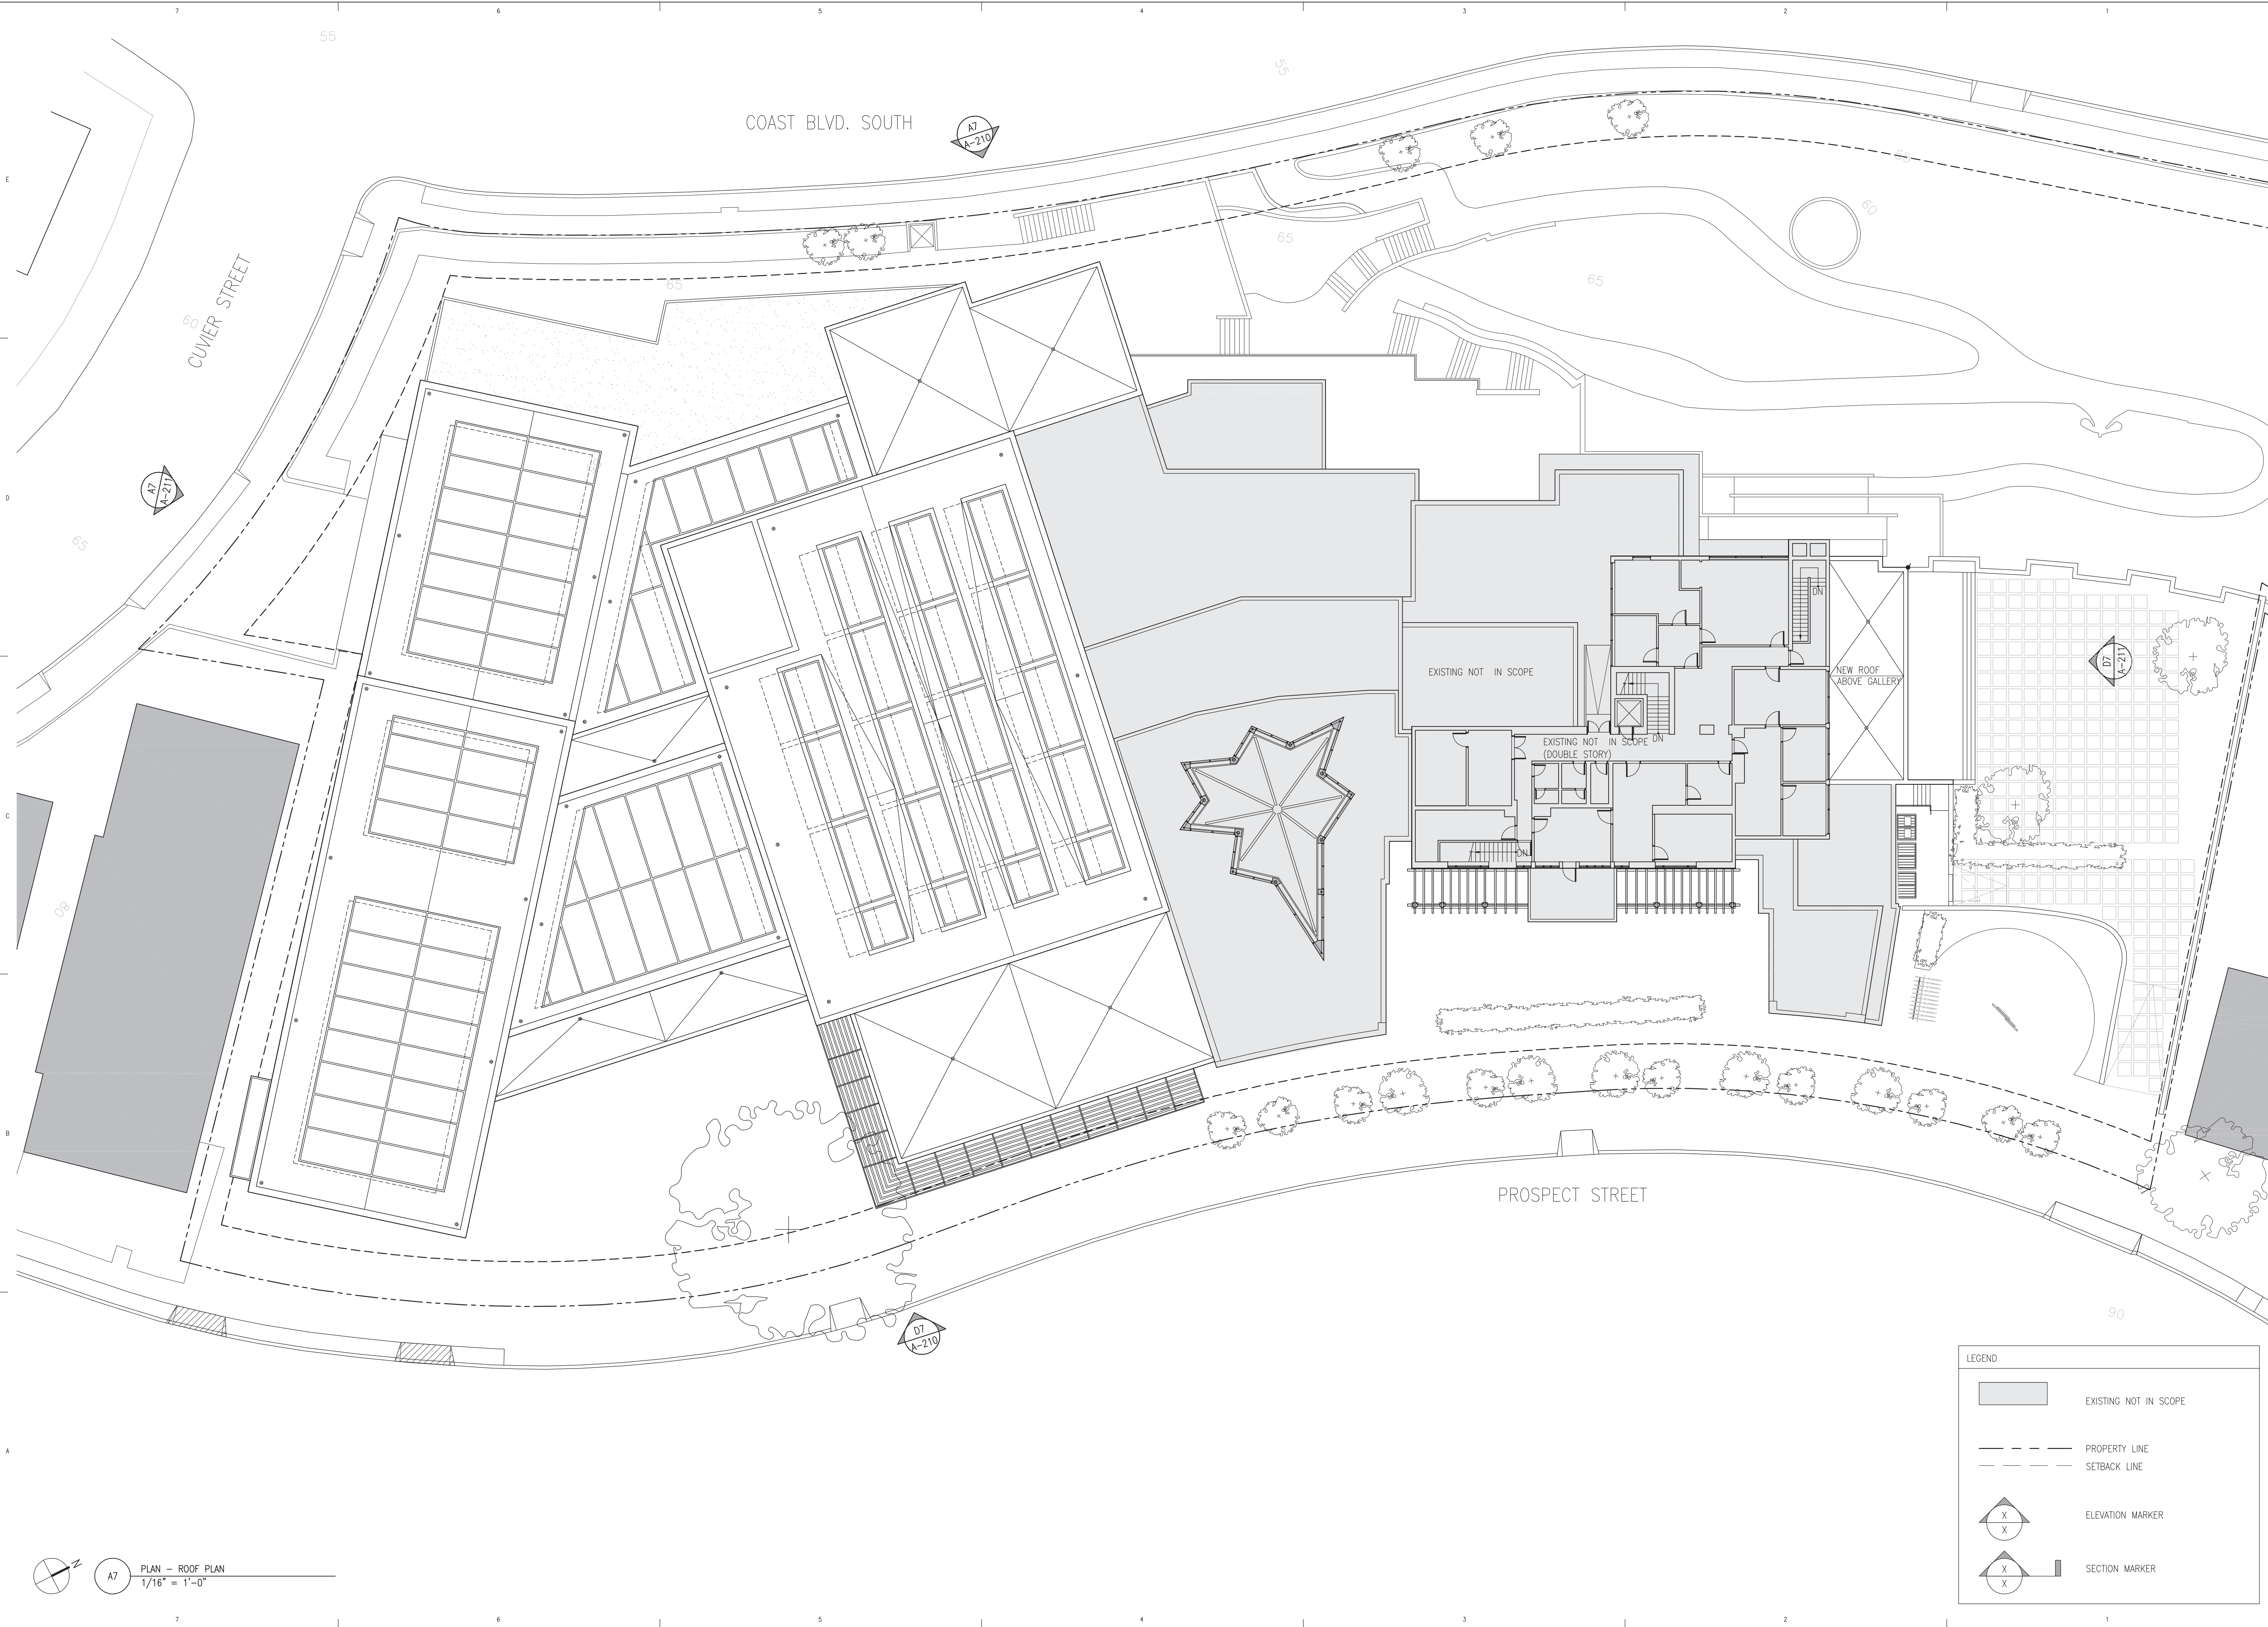 7 6 5 4 3 2 1
55
55
COAST BLVD. SOUTH
A7
A-210
55
E
60
65
65
65
CUVIER STREET
60
D
A7
A-211
65
DN
EXISTING NOT IN SCOPE
NEW ROOF
ABOVE GALLERY
D7
A-211
EXISTING NOT IN SCOPE
(DOUBLE STORY)
DN
C
DN
80
B
PROSPECT STREET
D7
A-210
90
LEGEND
EXISTING NOT IN SCOPE
A
PROPERTY LINE
SETBACK LINE
X
X
ELEVATION MARKER
X
X
SECTION MARKER
N
A7
PLAN - ROOF PLAN
1/16" = 1'-0"
7 6 5 4 3 2 1